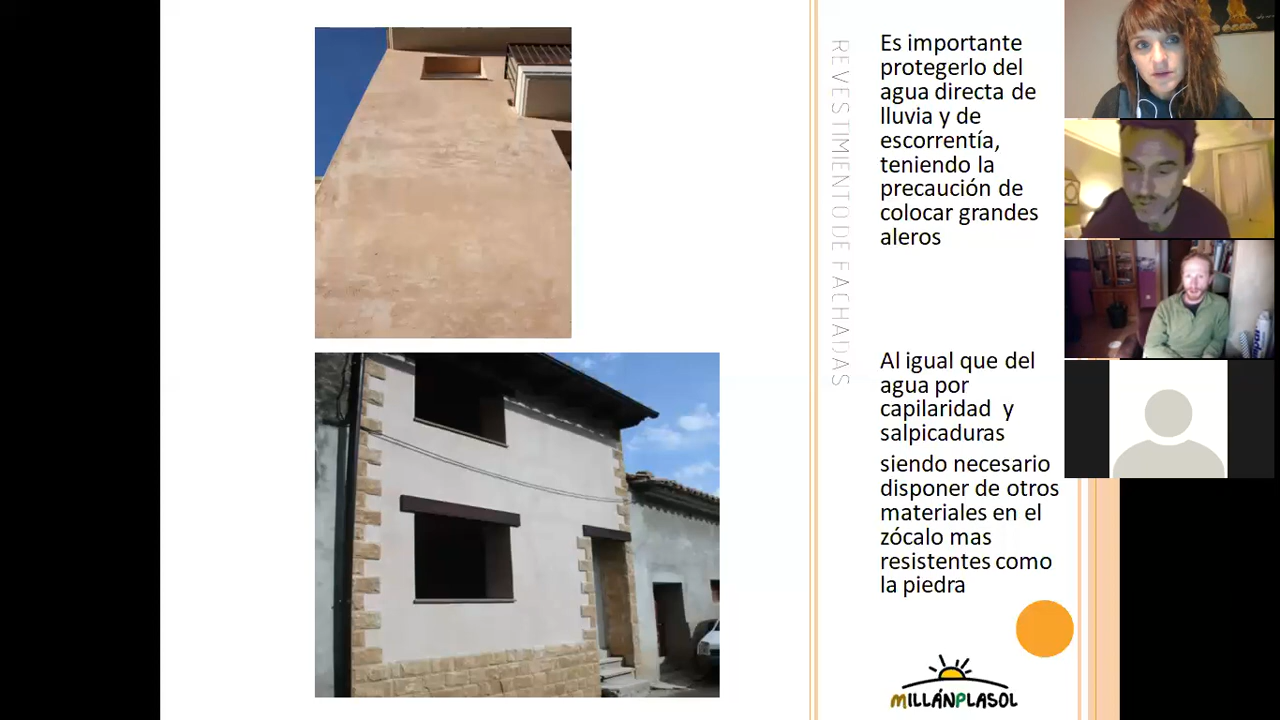 REVESTIMIENTO DE FACHADAS
Es importante
protegerlo del
agua directa de
lluvia y de
escorrentía,
teniendo la
precaución de
colocar grandes
aleros
Al igual que del
agua por
capilaridad y
salpicaduras
siendo necesario
disponer de otros
materiales en el
zócalo mas
resistentes como
la piedra
MILLÁNPLASOL